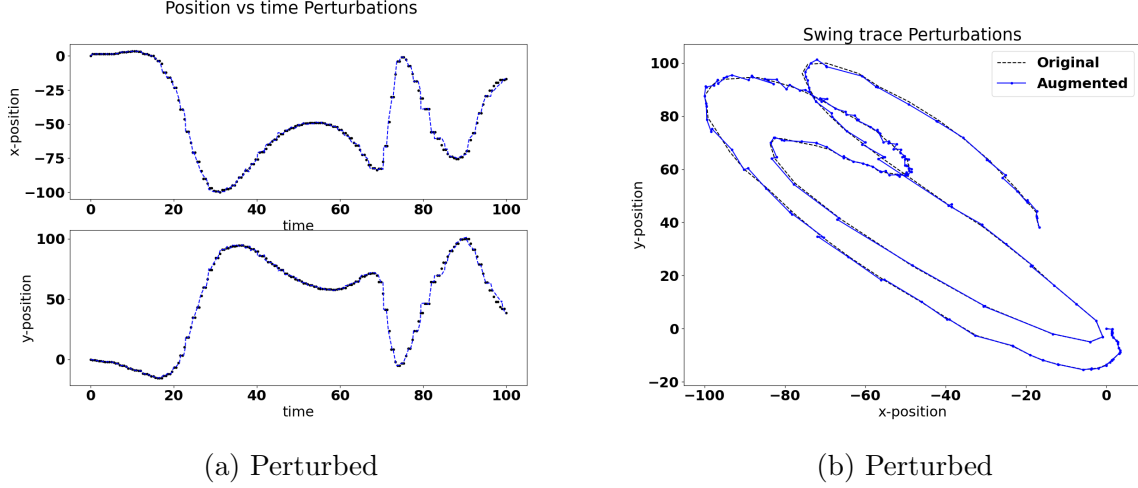 Position vs time Perturbations
0
−25
−50
−75
−100
x-position
0 20 40 60 80 100
time
100
50
0
y-position
0 20 40 60 80 100
time
(a) Perturbed
Swing trace Perturbations
Original
Augmented
100
80
60
40
20
0
−20
y-position
−100 −80 −60 −40 −20 0
x-position
(b) Perturbed